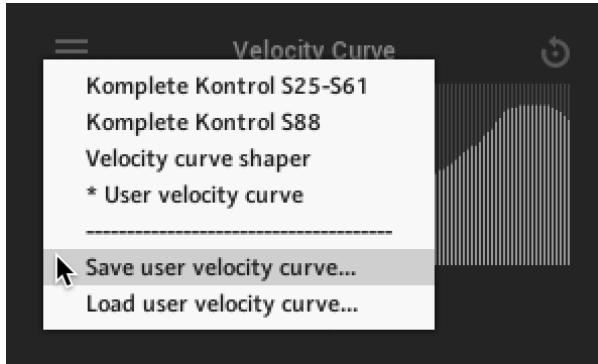 Velocity Curve
Komplete Kontrol S25-S61
Komplete Kontrol S88
Velocity curve shaper
* User velocity curve
--------------------------------------
Save user velocity curve...
Load user velocity curve...